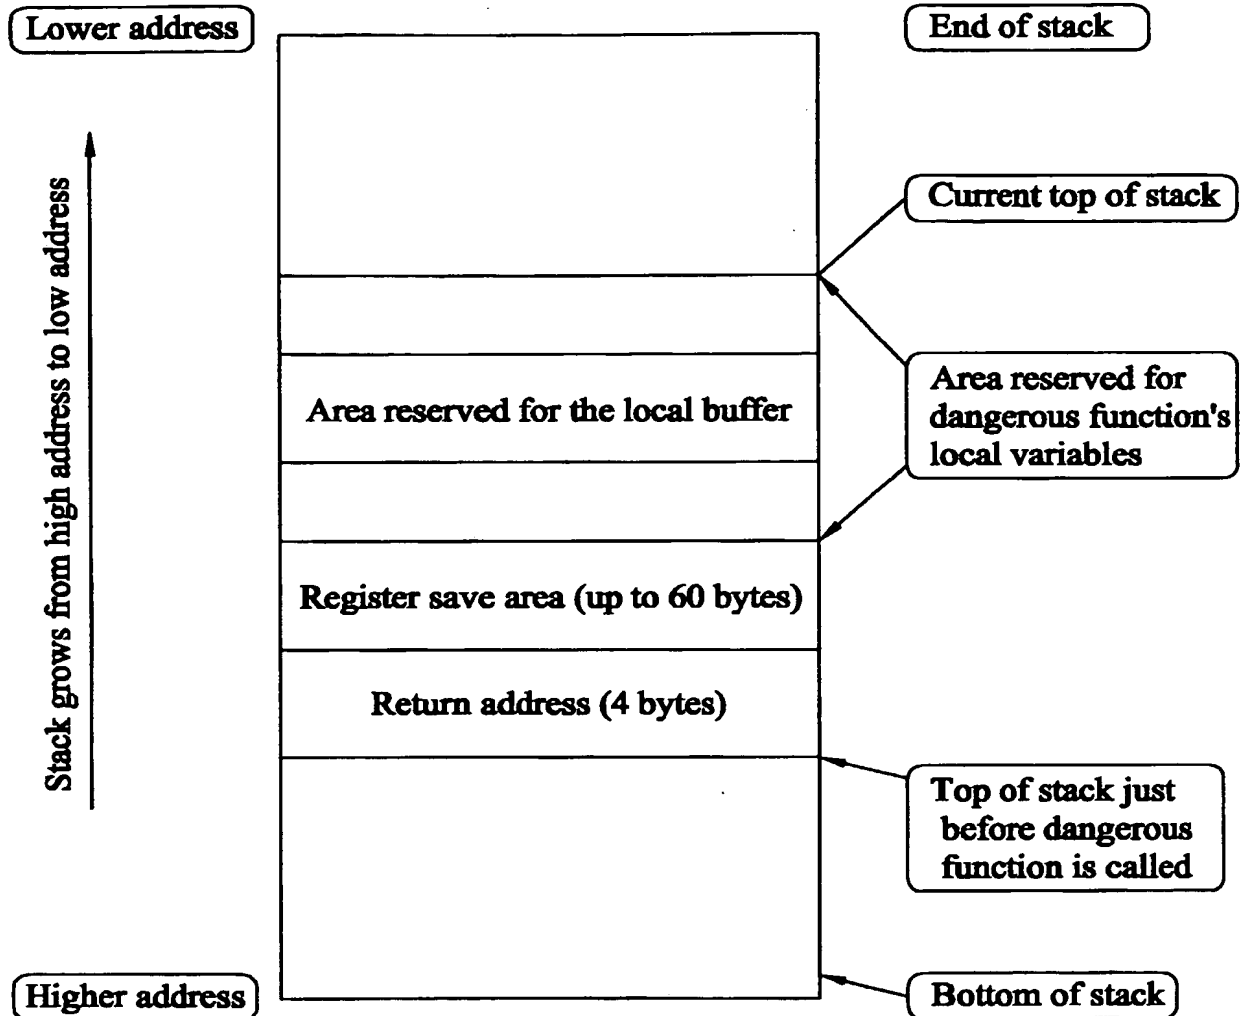 Lower address
End of stack
Stack grows from high address to low address
Current top of stack
Area reserved for the local buffer
Area reserved for
dangerous function's
local variables
Register save area (up to 60 bytes)
Return address (4 bytes)
Top of stack just
before dangerous
function is called
Higher address
Bottom of stack